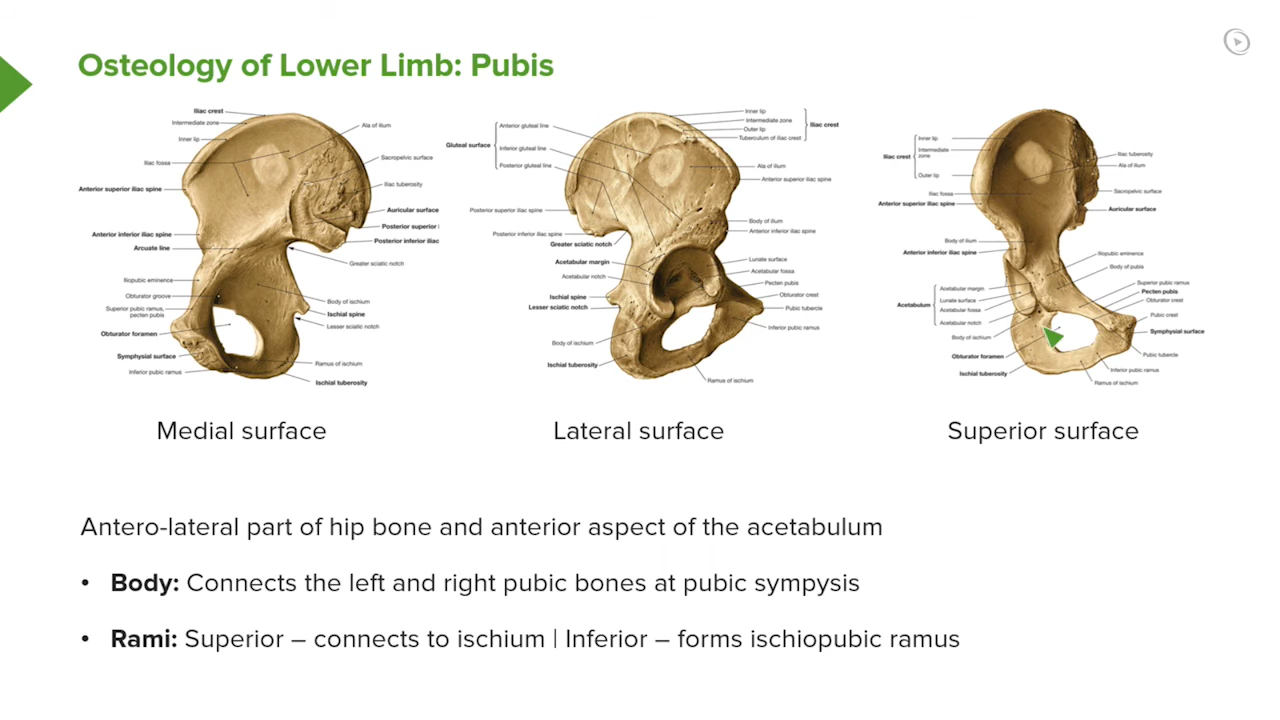 Osteology of Lower Limb: Pubis
Iliac crest
Intermediate zone
Inner lip
Iliac fossa
Anterior superior iliac spine
Anterior inferior iliac spine
Arcuate line
Iliopubic eminence
Obturator groove
Superior pubic ramus,
pecten pubis
Obturator foramen
Symphysial surface
Inferior pubic ramus
Ala of ilium
Sacropelvic surface
Iliac tuberosity
Auricular surface
Posterior superior
Posterior inferior iliac
Greater sciatic notch
Body of ischium
Ischial spine
Lesser sciatic notch
Ramus of ischium
Ischial tuberosity
Medial surface
Gluteal surface
Anterior gluteal line
Inferior gluteal line
Posterior gluteal line
Posterior superior iliac spine
Posterior inferior iliac spine
Greater sciatic notch
Acetabular margin
Acetabular notch
Ischial spine
Lesser sciatic notch
Body of ischium
Ischial tuberosity
Inner lip
Intermediate zone
Outer lip
Tuberculum of iliac crest
Iliac crest
Ala of ilium
Anterior superior iliac spine
Body of ilium
Anterior inferior iliac spine
Lunate surface
Acetabular fossa
Pecten pubis
Obturator crest
Pubic tubercle
Inferior pubic ramus
Ramus of ischium
Lateral surface
Iliac crest
Inner lip
Intermediate
zone
Outer lip
Iliac fossa
Anterior superior iliac spine
Body of ilium
Anterior inferior iliac spine
Acetabulum
Acetabular margin
Lunate surface
Acetabular fossa
Acetabular notch
Body of ischium
Obturator foramen
Ischial tuberosity
Iliac tuberosity
Ala of ilium
Sacropelvic surface
Auricular surface
Iliopubic eminence
Body of pubis
Superior pubic ramus
Pecten pubis
Obturator crest
Pubic crest
Symphysial surface
Pubic tubercle
Inferior pubic ramus
Ramus of ischium
Superior surface
Antero-lateral part of hip bone and anterior aspect of the acetabulum
• Body: Connects the left and right pubic bones at pubic sympysis
• Rami: Superior – connects to ischium | Inferior – forms ischiopubic ramus